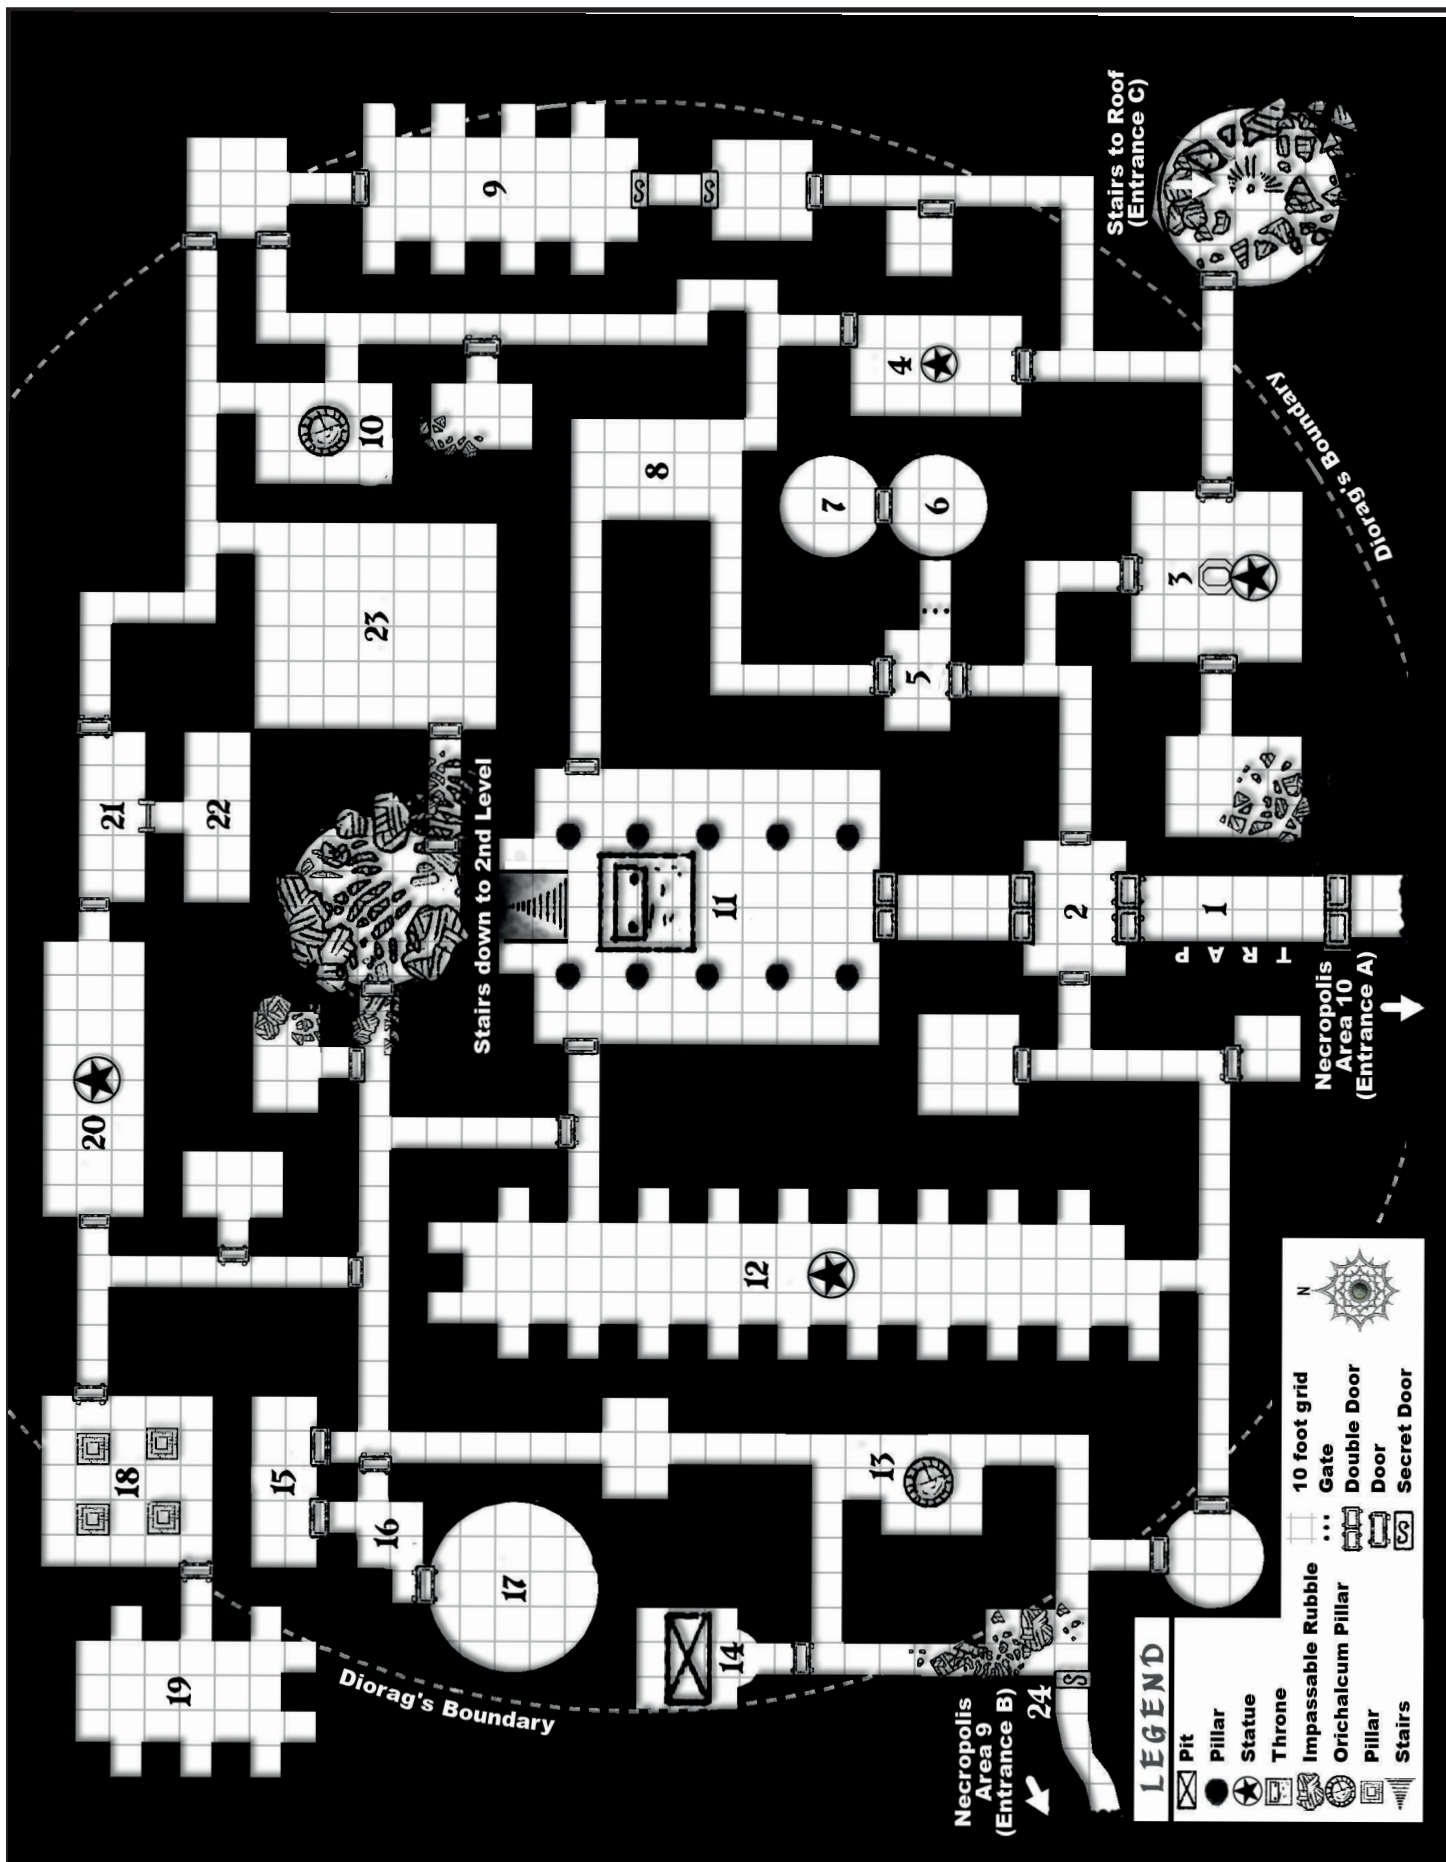 Stairs to Roof
(Entrance C)
9
4
10
8
7
6
Diorag's Boundary
3
23
5
21
22
Stairs down to 2nd Level
11
2
1
TRAP
Necropolis
Area 10
(Entrance A)
20
12
18
15
13
16
17
14
19
Diorag's Boundary
24
S
S
S
Necropolis
Area 9
(Entrance B)
LEGEND
Pit
Pillar
Statue
Throne
Impassable Rubble
Orichalcum Pillar
Pillar
Stairs
10 foot grid
Gate
Double Door
Door
S Secret Door
N